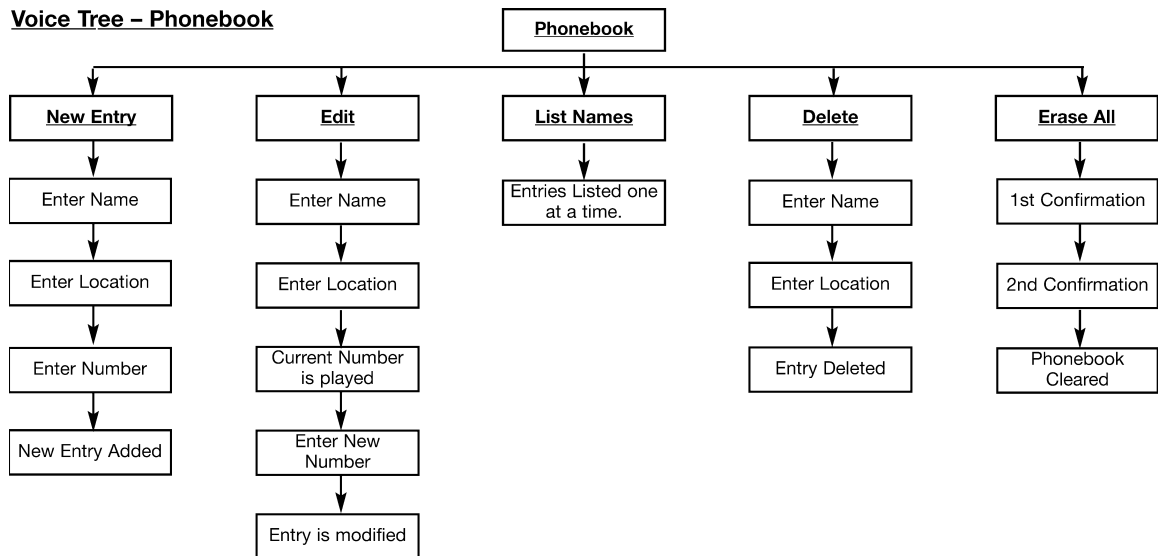 Voice Tree – Phonebook
Phonebook
New Entry
Enter Name
Enter Location
Enter Number
New Entry Added
Edit
Enter Name
Enter Location
Current Number
is played
Enter New
Number
Entry is modified
List Names
Entries Listed one
at a time.
Delete
Enter Name
Enter Location
Entry Deleted
Erase All
1st Confirmation
2nd Confirmation
Phonebook
Cleared